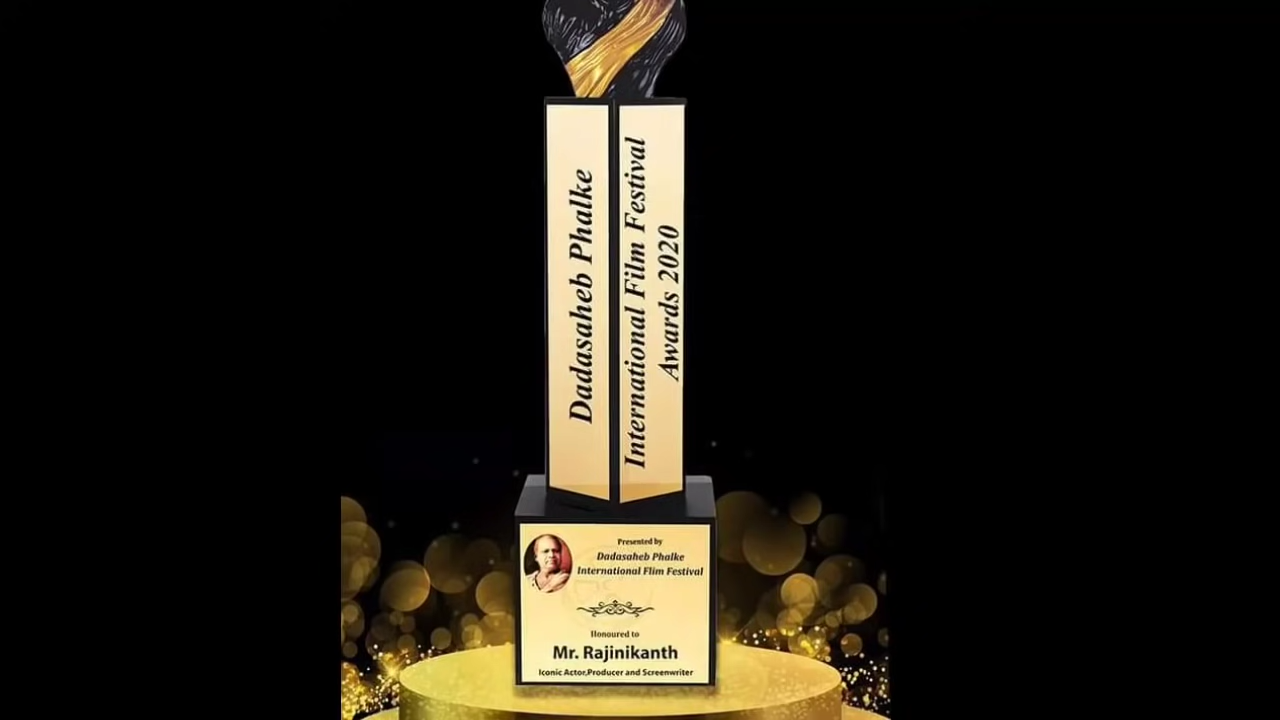 Dadasaheb Phalke
International Film Festival
Awards 2020
Presented by
Dadasaheb Phalke
International Flim Festival
Honoured to
Mr. Rajinikanth
Iconic Actor,Producer and Screenwriter